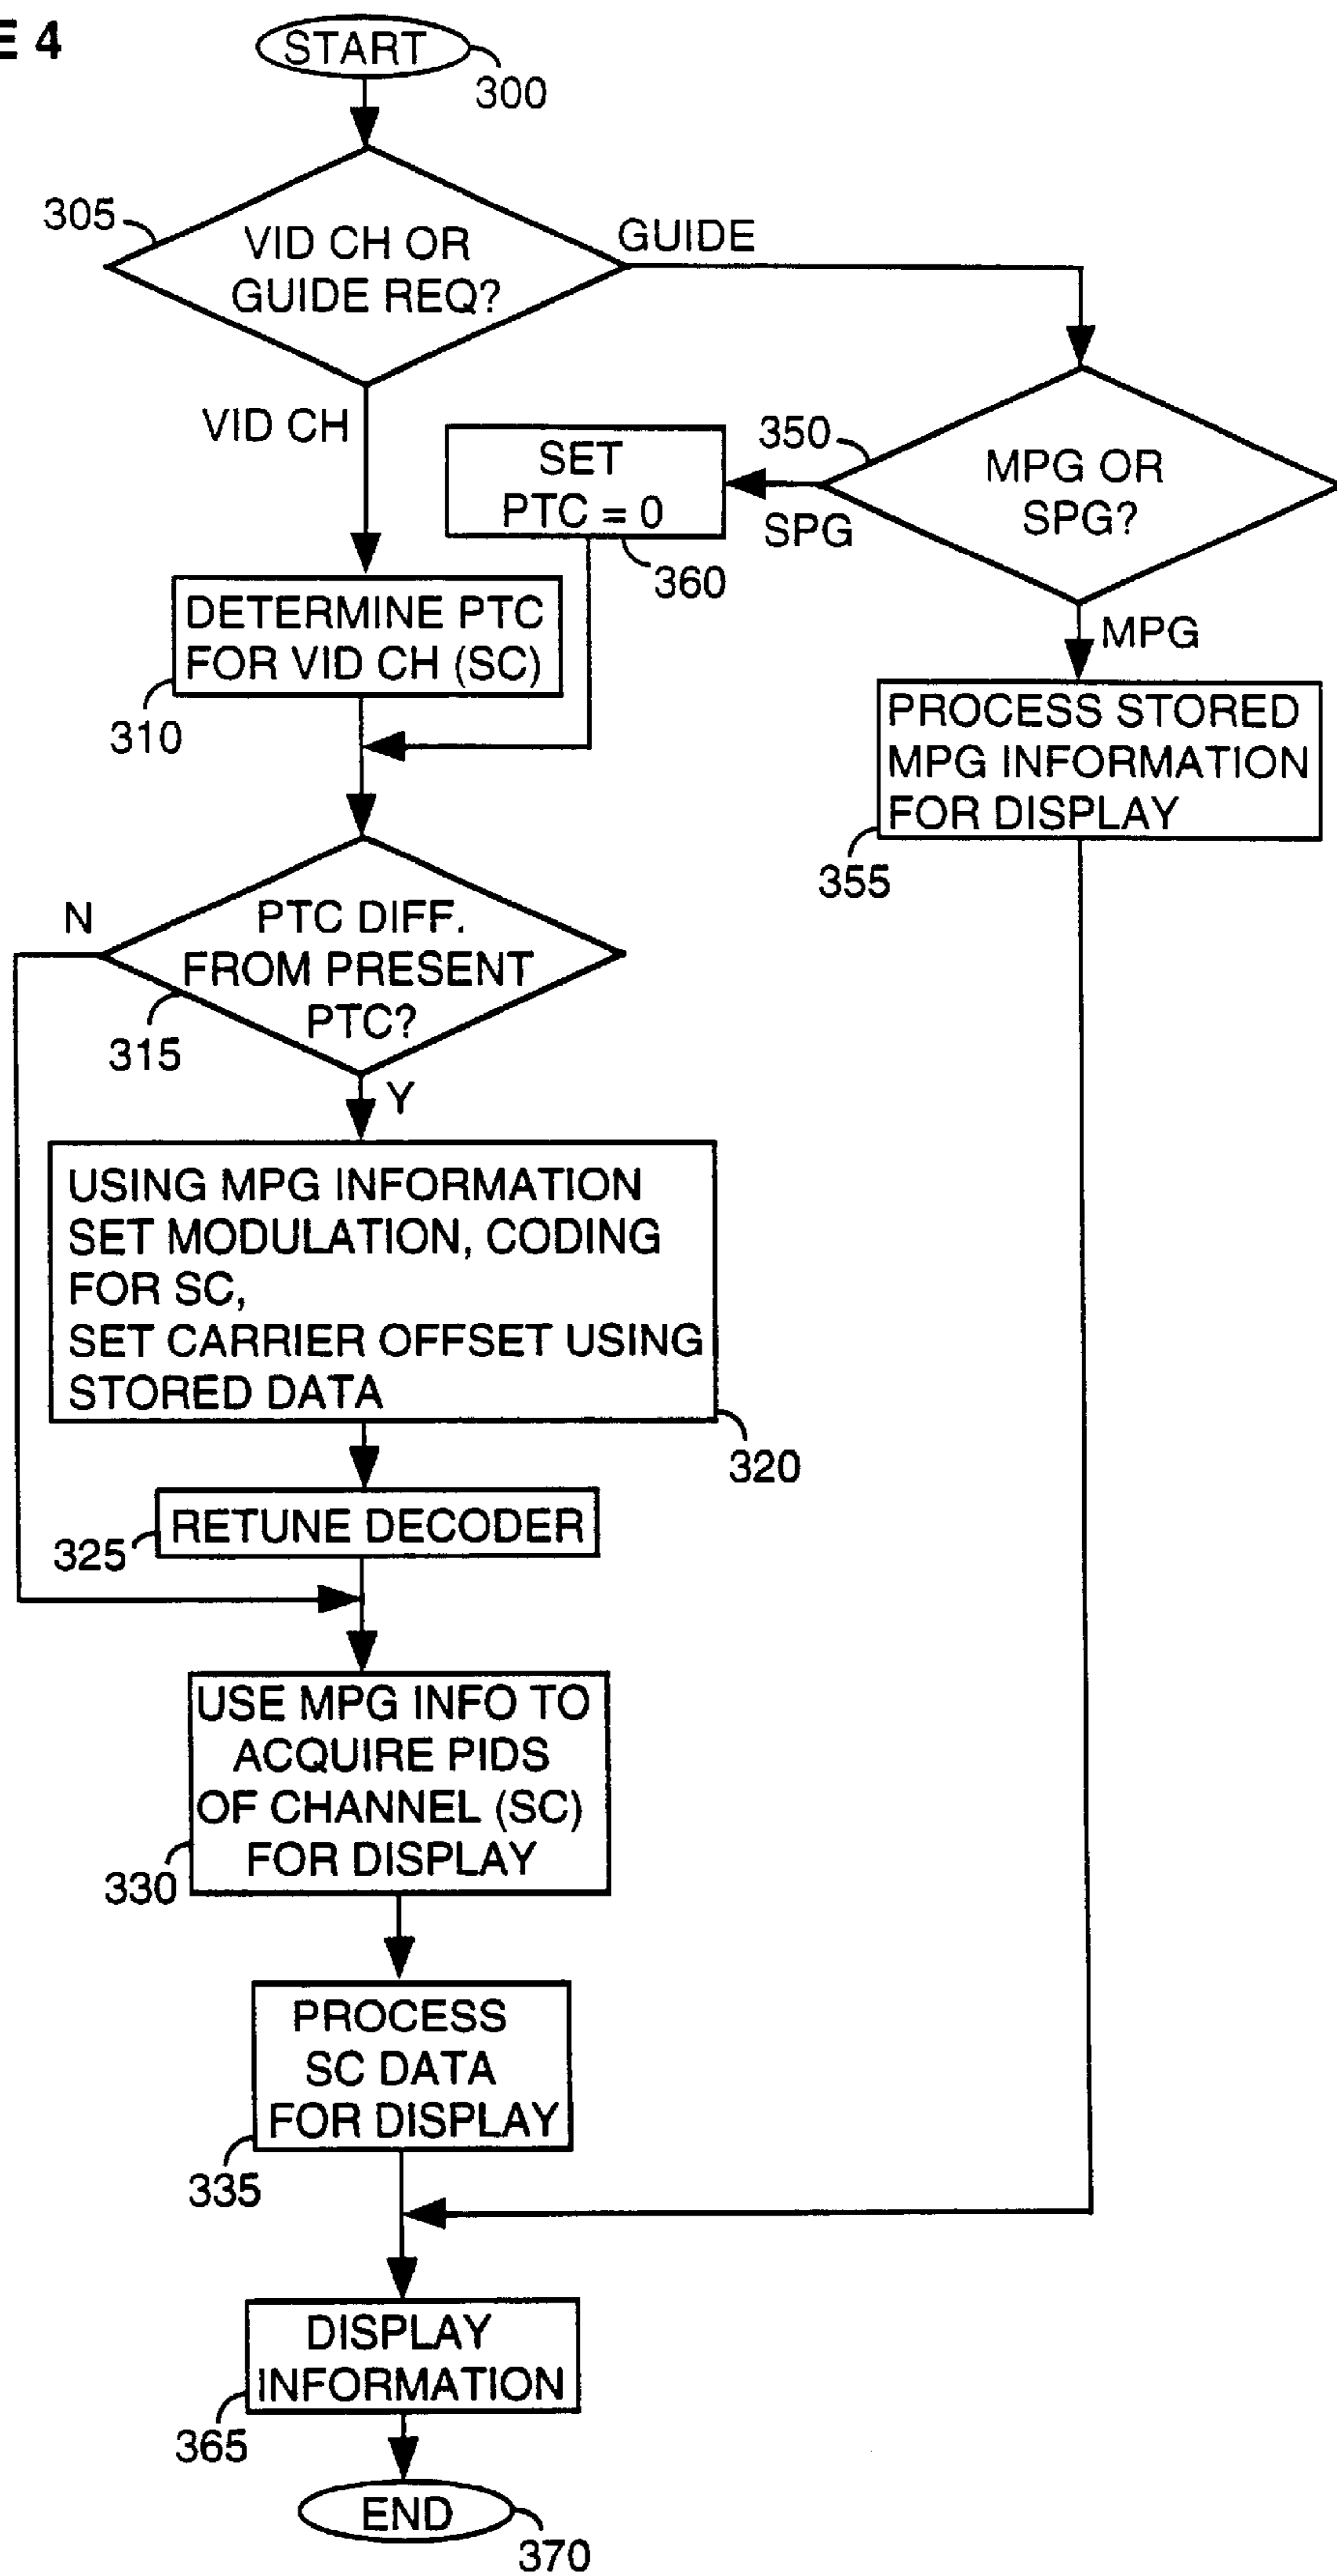 E 4
START
300
305
VID CH OR
GUIDE REQ?
GUIDE
VID CH
SET
PTC = 0
360
350
MPG OR
SPG?
SPG
MPG
DETERMINE PTC
FOR VID CH (SC)
310
PROCESS STORED
MPG INFORMATION
FOR DISPLAY
355
N
PTC DIFF.
FROM PRESENT
PTC?
315
Y
USING MPG INFORMATION
SET MODULATION, CODING
FOR SC,
SET CARRIER OFFSET USING
STORED DATA
320
RETUNE DECODER
325
USE MPG INFO TO
ACQUIRE PIDS
OF CHANNEL (SC)
FOR DISPLAY
330
PROCESS
SC DATA
FOR DISPLAY
335
DISPLAY
INFORMATION
365
END
370